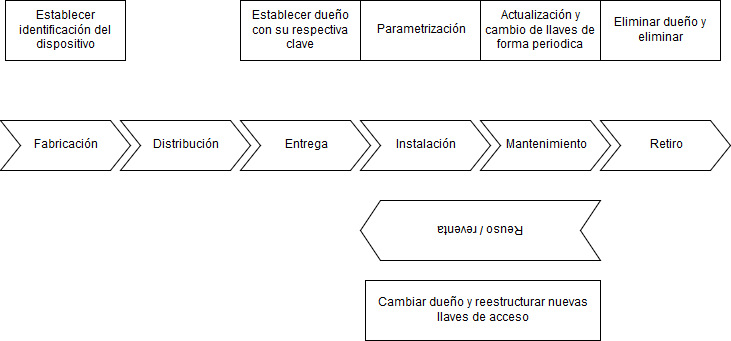 Establecer
identificación del
dispositivo
Establecer dueño
con su respectiva
clave
Parametrización
Actualización y
cambio de llaves de
forma periodica
Eliminar dueño y
eliminar
Fabricación
Distribución
Entrega
Instalación
Mantenimiento
Retiro
Reuso / reventa
Cambiar dueño y reestructurar nuevas
llaves de acceso